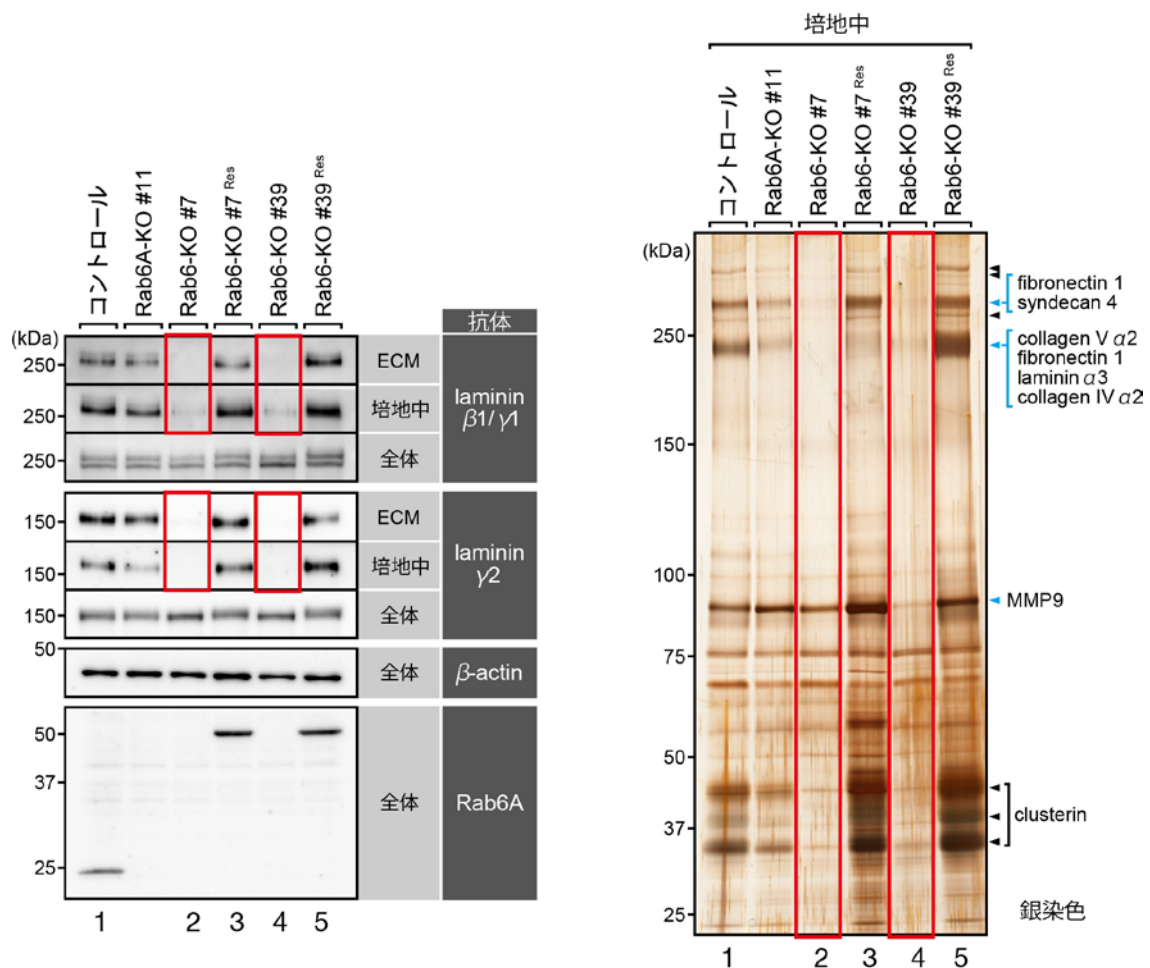 コントロール
Rab6A-KO #11
Rab6-KO #7
Rab6-KO #7 Res
Rab6-KO #39
Rab6-KO #39 Res
(kDa)
抗体
250
ECM
250
培地中
laminin
β1/γ1
250
全体
150
ECM
150
培地中
laminin
γ2
150
全体
50
全体
β-actin
50
37
全体
Rab6A
25
1
2
3
4
5
培地中
コントロール
Rab6A-KO #11
Rab6-KO #7
Rab6-KO #7 Res
Rab6-KO #39
Rab6-KO #39 Res
(kDa)
fibronectin 1
syndecan 4
250
collagen V α2
fibronectin 1
laminin α3
collagen IV α2
150
100
MMP9
75
50
clusterin
37
25
銀染色
1
2
3
4
5